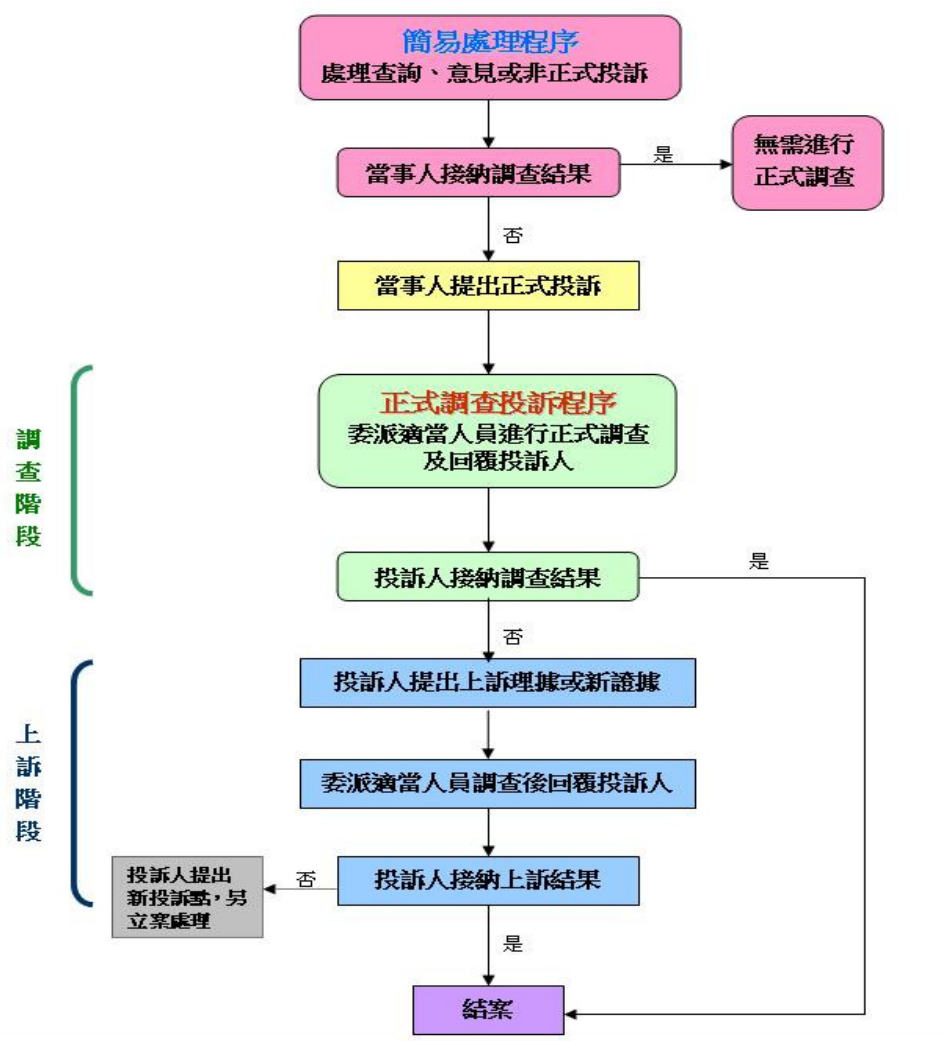 簡易處理程序
處理查詢、意見或非正式投訴
當事人接納調查結果
是
無需進行
正式調查
否
當事人提出正式投訴
調查階段
正式調查投訴程序
委派適當人員進行正式調查
及回覆投訴人
投訴人接納調查結果
是
否
上訴階段
投訴人提出上訴理據或新證據
委派適當人員調查後回覆投訴人
投訴人接納上訴結果
否
投訴人提出
新投訴點，另
立案處理
是
結案